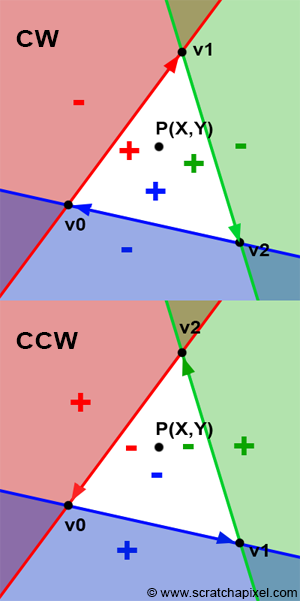 CW
v1
-
P(X,Y)
+ + -
+
v0
-
v2
CCW
v2
+
P(X,Y)
- - +
-
v0
+
v1
© www.scratchapixel.com